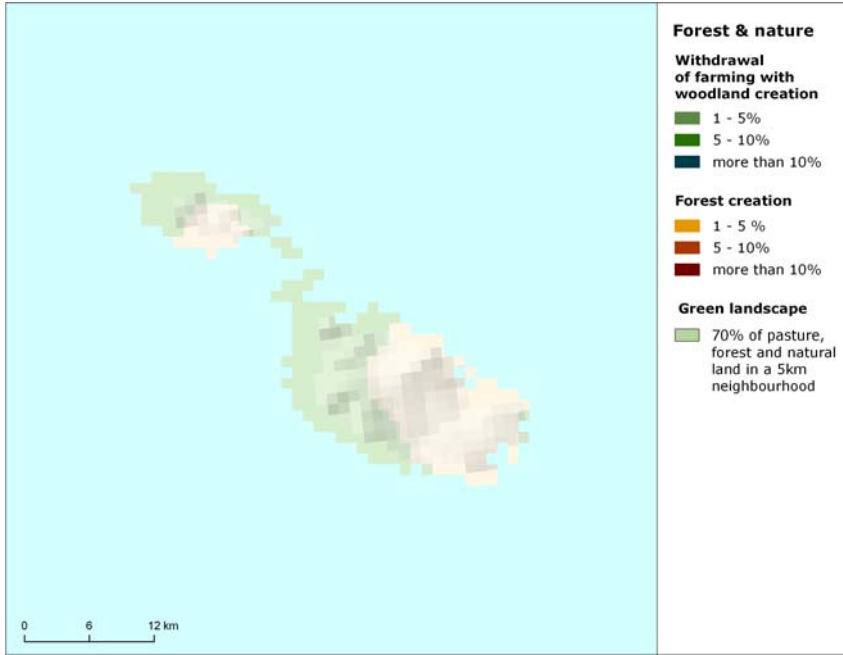 Forest & nature
Withdrawal
of farming with
woodland creation
1 - 5%
5 - 10%
more than 10%
Forest creation
1 - 5 %
5 - 10%
more than 10%
Green landscape
70% of pasture,
forest and natural
land in a 5km
neighbourhood
0 6 12 km